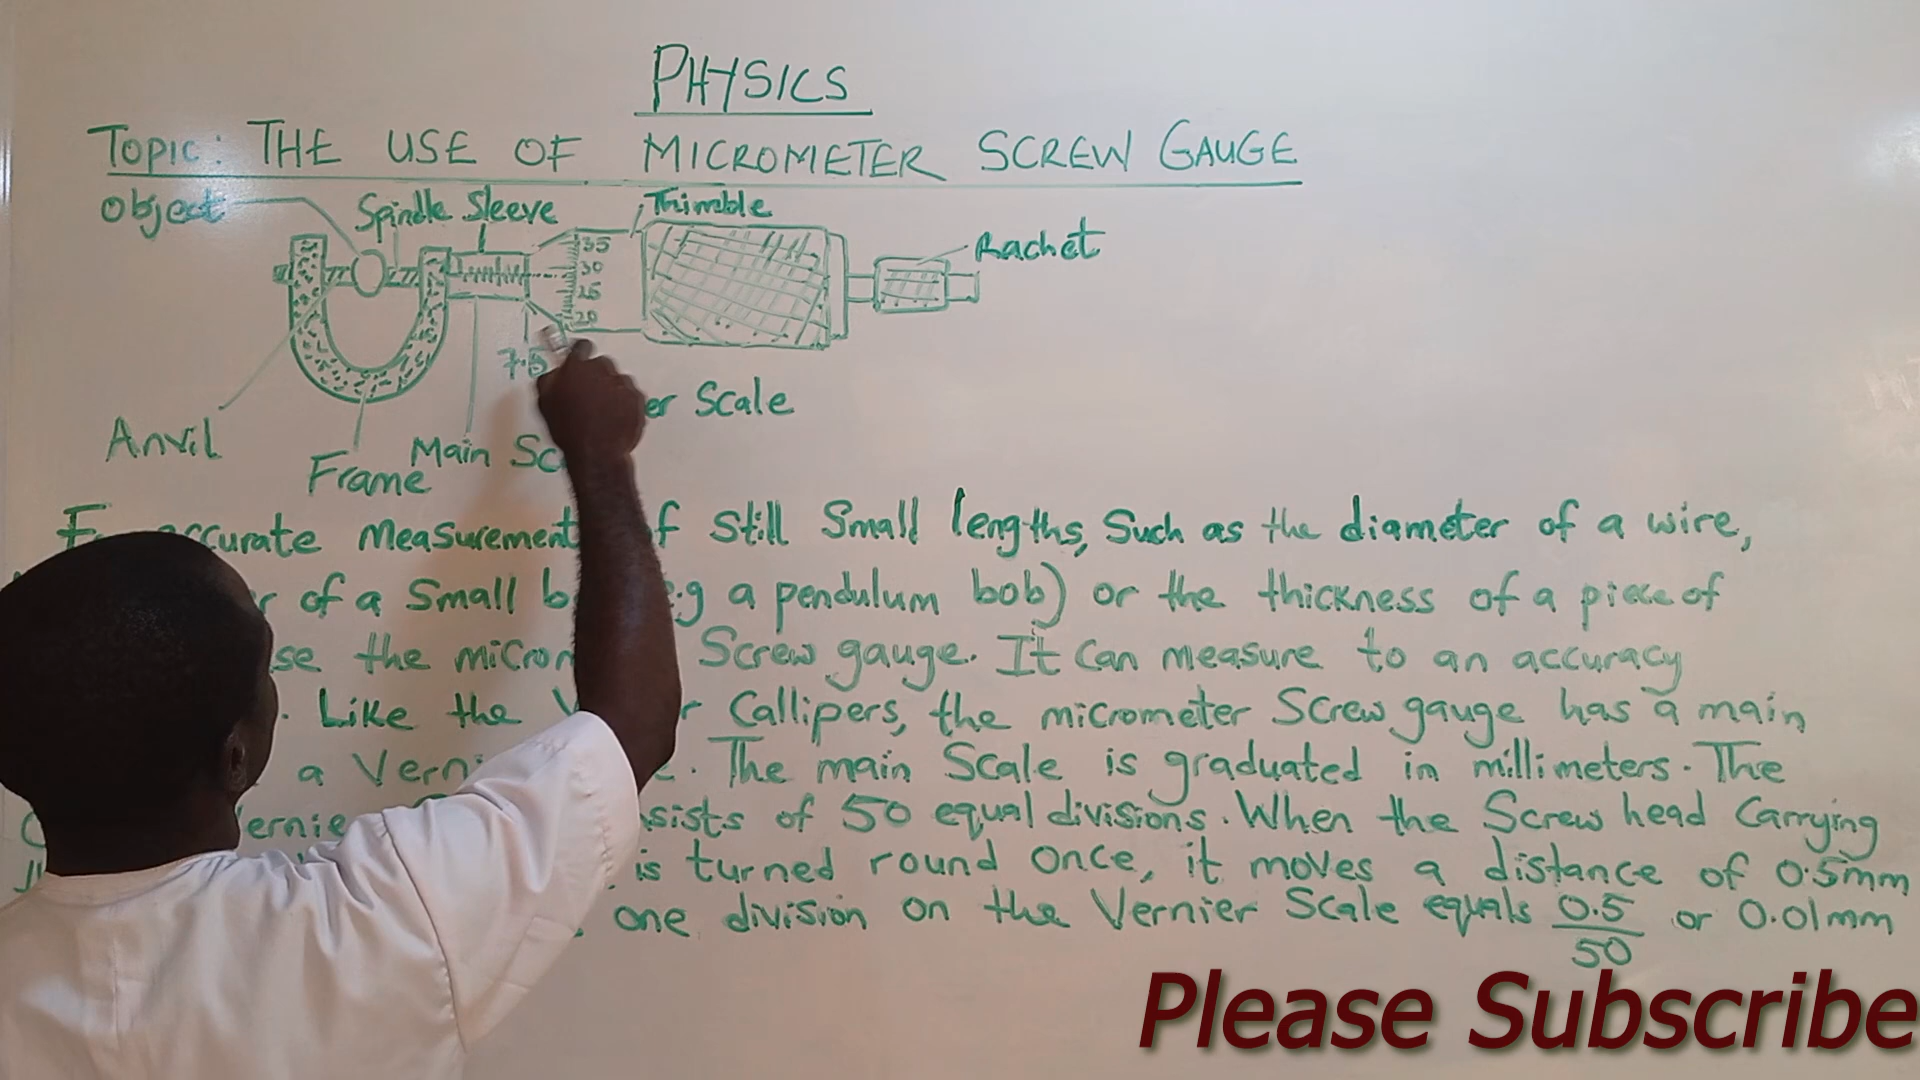 PHYSICS
Topic: THE USE OF MICROMETER SCREW GAUGE
Object
Spindle Sleeve
Thimble
Rachet
35
30
25
20
7.5
er Scale
Anvil
Main Sc
Frame
curate measurement of still small lengths, such as the diameter of a wire,
r of a small b g a pendulum bob) or the thickness of a piece of
se the microm Screw gauge. It can measure to an accuracy
. Like the V r Callipers, the micrometer Screw gauge has a main
a Verni e. The main Scale is graduated in millimeters. The
ernie sists of 50 equal divisions. When the Screw head Carrying
is turned round once, it moves a distance of 0.5mm
one division on the Vernier Scale equals 0.5/50 or 0.01mm
Please Subscribe